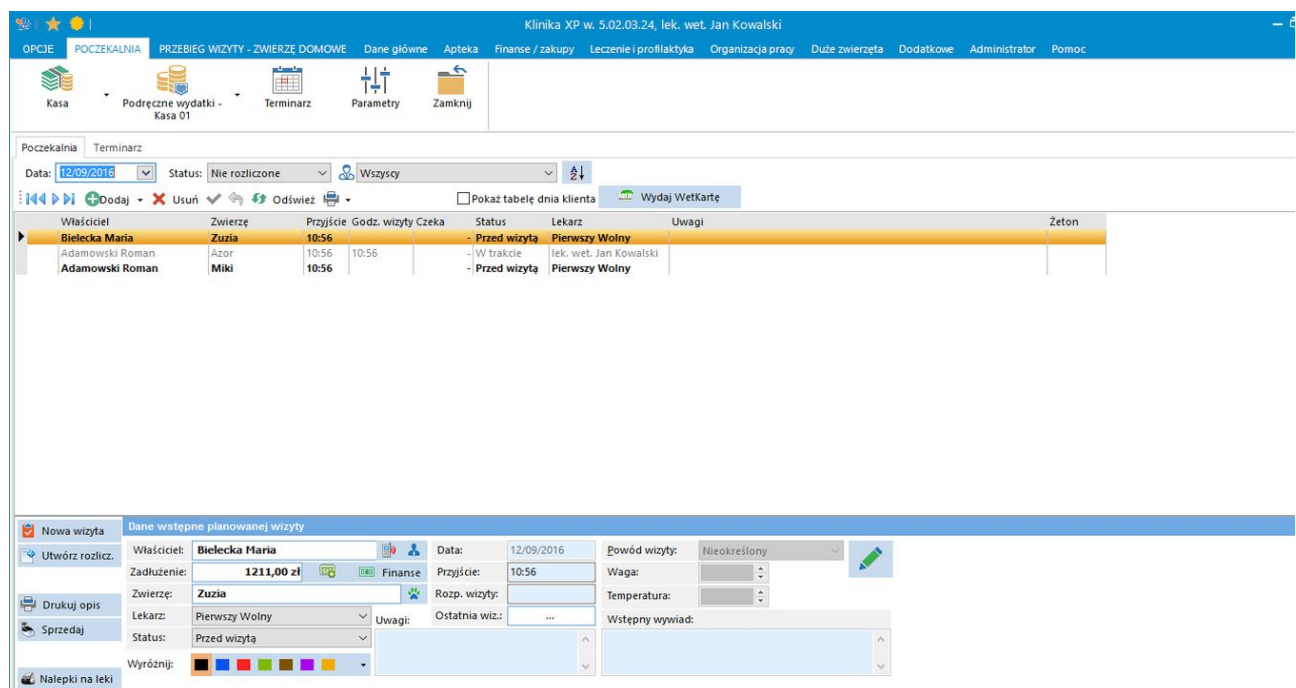 Klinika XP w. 5.02.03.24, lek. wet. Jan Kowalski
OPCJE POCZEKALNIA PRZEBIEG WIZYTY - ZWIERZĘ DOMOWE Dane główne Apteka Finanse / zakupy Leczenie i profilaktyka Organizacja pracy Duże zwierzęta Dodatkowe Administrator Pomoc
Kasa Podręczne wydatki - Terminarz Parametry Zamknij
Kasa 01
Poczekalnia Terminarz
Data: 12/09/2016 Status: Nie rozliczone Wszyscy
Dodaj Usuń Odśwież Pokaż tabelę dnia klienta Wydaj WetKartę
Właściciel Zwierzę Przyjście Godz. wizyty Czeka Status Lekarz Uwagi Żeton
Bielecka Maria Zuzia 10:56 - Przed wizytą Pierwszy Wolny
Adamowski Roman Azor 10:56 10:56 - W trakcie lek. wet. Jan Kowalski
Adamowski Roman Miki 10:56 - Przed wizytą Pierwszy Wolny
Nowa wizyta Dane wstępne planowanej wizyty
Utwórz rozlicz. Właściciel: Bielecka Maria Data: 12/09/2016 Powód wizyty: Nieokreślony
Zadłużenie: 1211,00 zł Finanse Przyjście: 10:56 Waga:
Drukuj opis Zwierzę: Zuzia Rozp. wizyty: Temperatura:
Sprzedaj Lekarz: Pierwszy Wolny Uwagi: Ostatnia wiz.: ... Wstępny wywiad:
Status: Przed wizytą
Wyróżnij:
Nalepki na leki